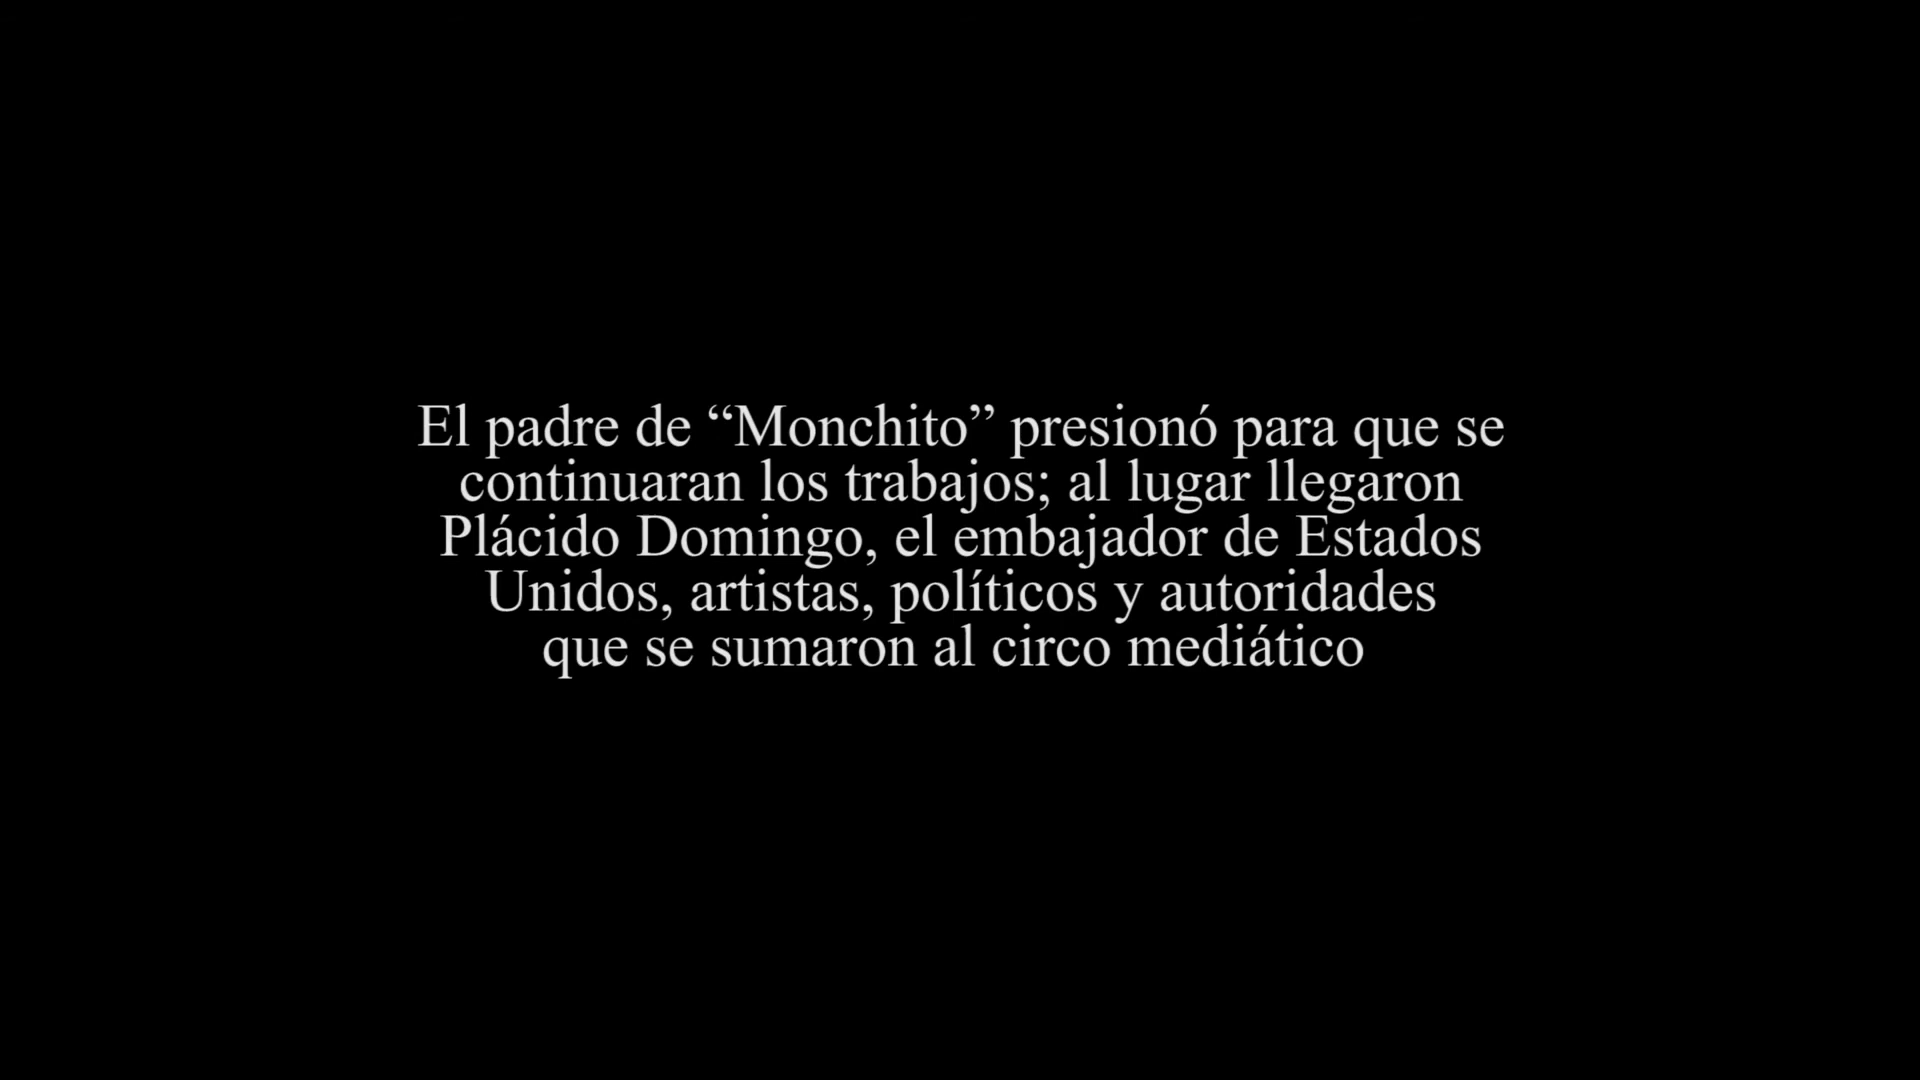 El padre de “Monchito” presionó para que se
continuaran los trabajos; al lugar llegaron
Plácido Domingo, el embajador de Estados
Unidos, artistas, políticos y autoridades
que se sumaron al circo mediático